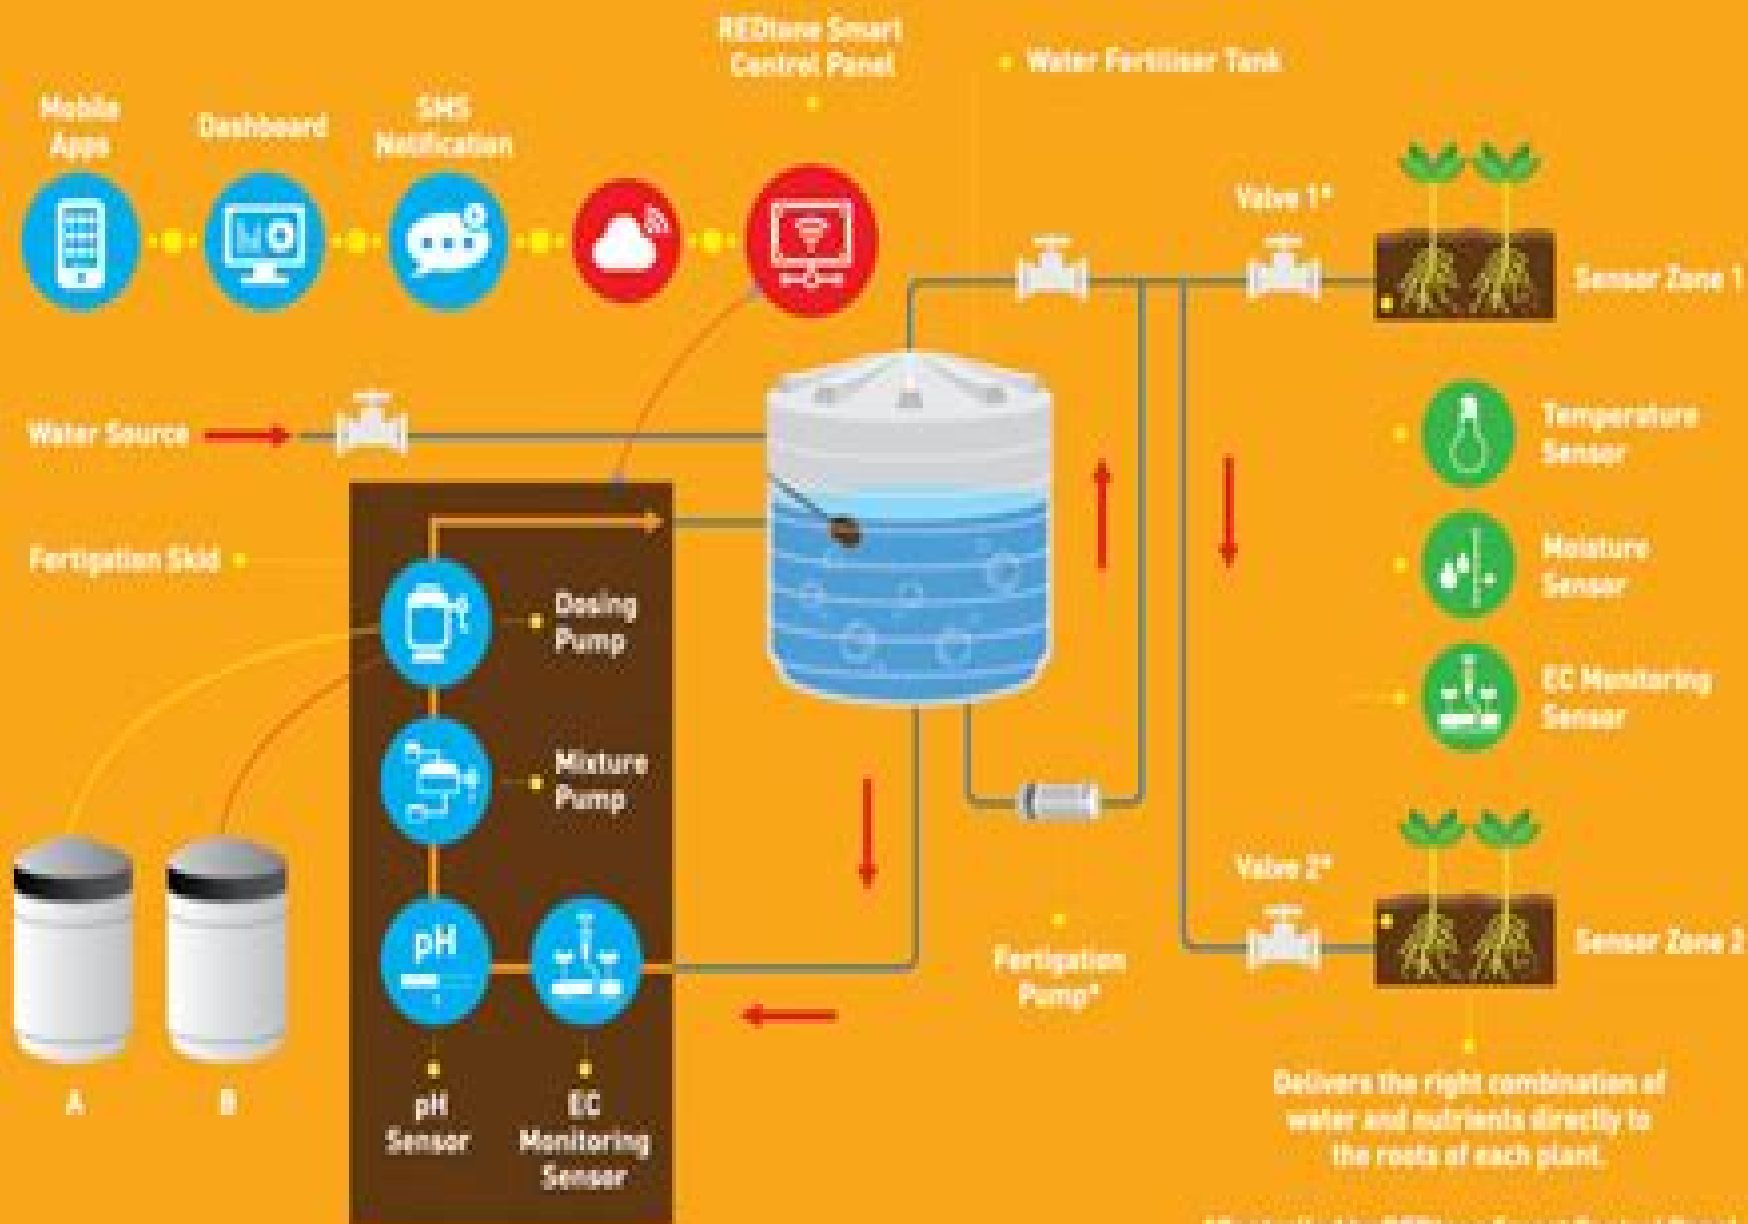 REDtone Smart
Control Panel
Water Fertiliser Tank
Mobile
Apps
Dashboard
SMS
Notification
Valve 1*
Sensor Zone 1
Water Source
Temperature
Sensor
Fertigation Skid
Moisture
Sensor
Dosing
Pump
EC Monitoring
Sensor
Mixture
Pump
Valve 2*
pH
Fertigation
Pump*
Sensor Zone 2
A
B
pH
Sensor
EC
Monitoring
Sensor
Delivers the right combination of
water and nutrients directly to
the roots of each plant.